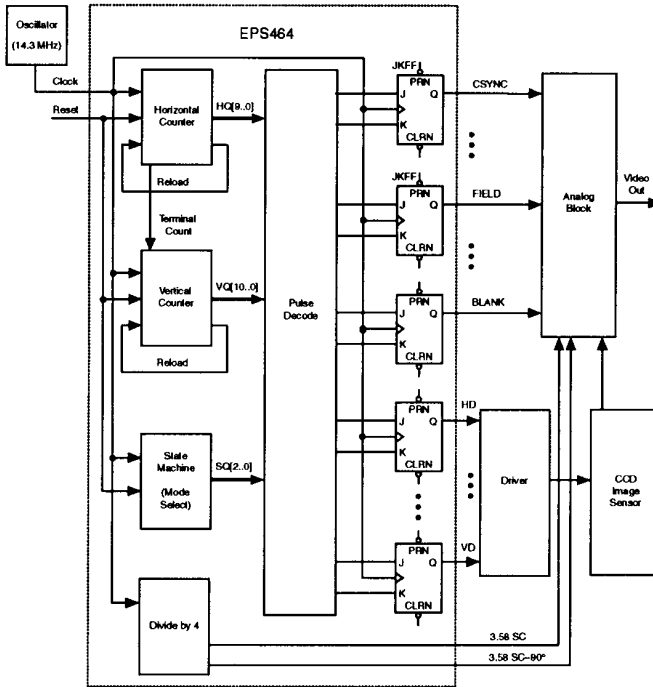 Oscillator
(14.3 MHz)
EPS464
Clock
Reset
Horizontal
Counter
HQ[9..0]
Reload
Terminal
Count
Vertical
Counter
VQ[10..0]
Reload
State
Machine
(Mode
Select)
SQ[2..0]
Divide by 4
Pulse
Decode
JKFF
PRN
J
Q
K
CLRN
CSYNC
JKFF
PRN
J
Q
K
CLRN
FIELD
PRN
J
Q
K
CLRN
BLANK
PRN
J
Q
K
CLRN
HD
PRN
J
Q
K
CLRN
VD
Analog
Block
Video
Out
Driver
CCD
Image
Sensor
3.58 SC
3.58 SC–90°